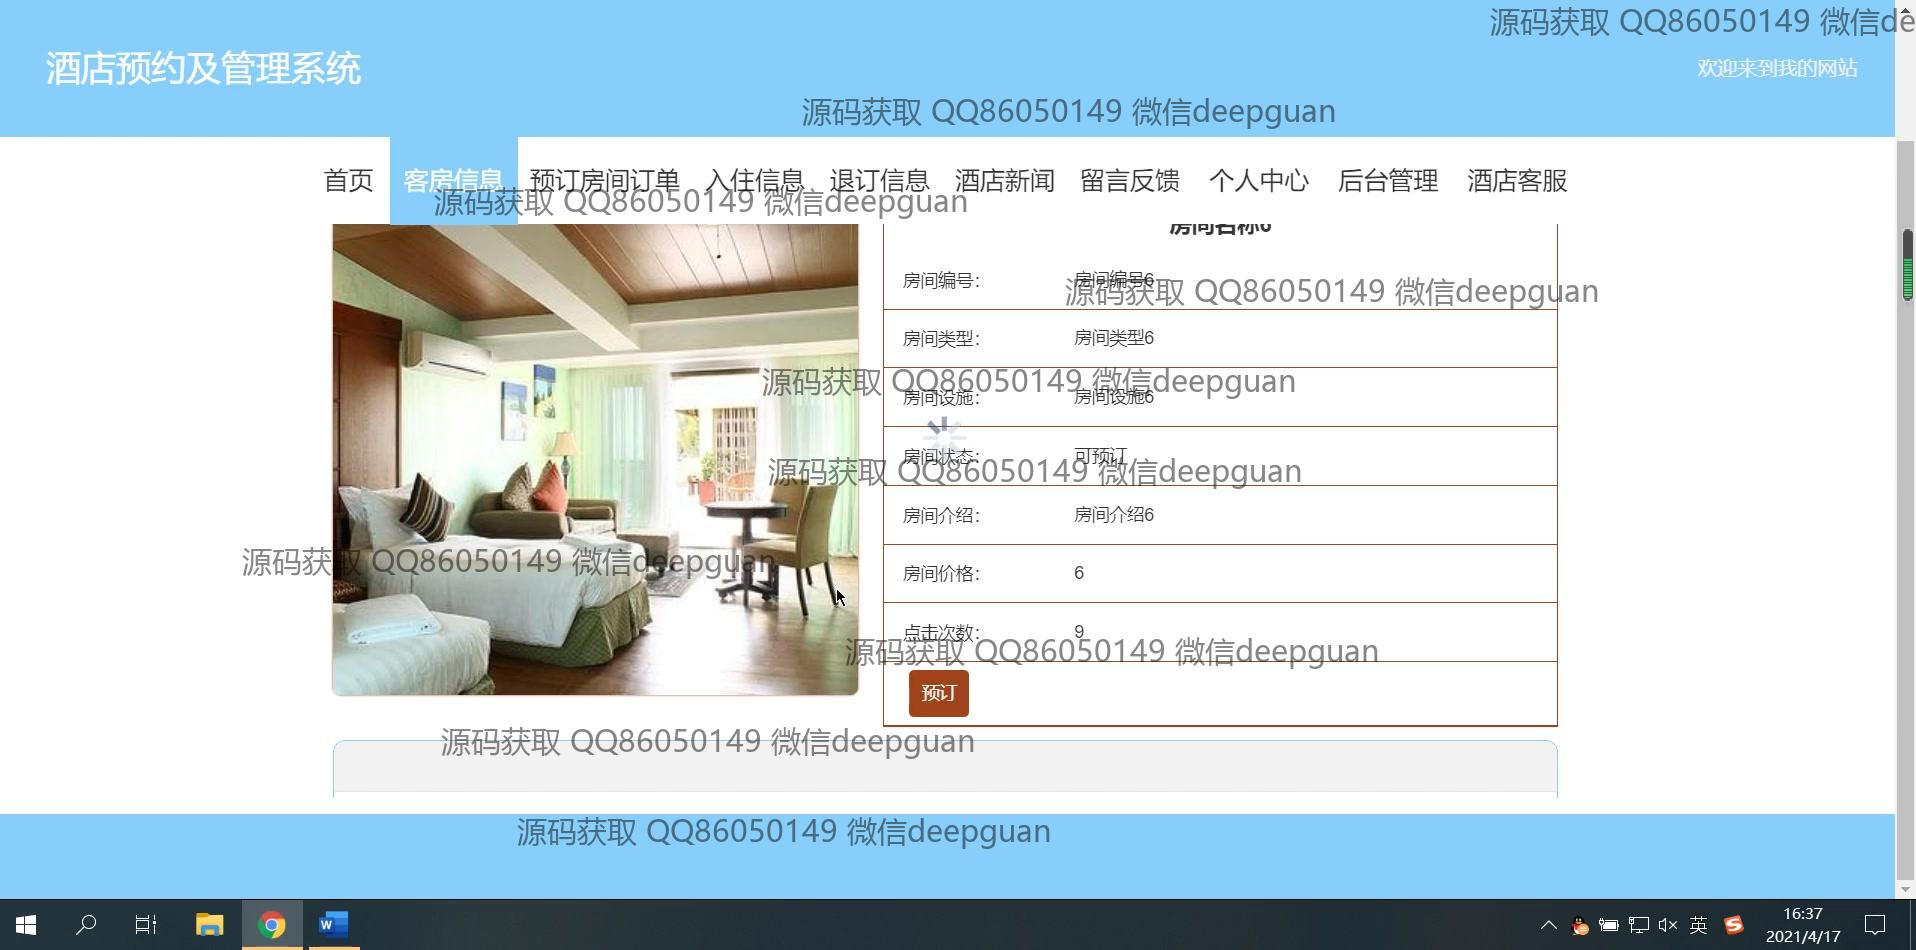 源码获取 QQ86050149 微信de
酒店预约及管理系统
欢迎来到我的网站
源码获取 QQ86050149 微信deepguan
首页 客房信息 预订房间订单 入住信息 退订信息 酒店新闻 留言反馈 个人中心 后台管理 酒店客服
源码获取 QQ86050149 微信deepguan
房间名称6
房间编号: 房间编号6
源码获取 QQ86050149 微信deepguan
房间类型: 房间类型6
源码获取 QQ86050149 微信deepguan
房间设施: 房间设施6
房间状态: 可预订
源码获取 QQ86050149 微信deepguan
房间介绍: 房间介绍6
源码获取 QQ86050149 微信deepguan
房间价格: 6
点击次数: 9
源码获取 QQ86050149 微信deepguan
预订
源码获取 QQ86050149 微信deepguan
源码获取 QQ86050149 微信deepguan
英
16:37
2021/4/17